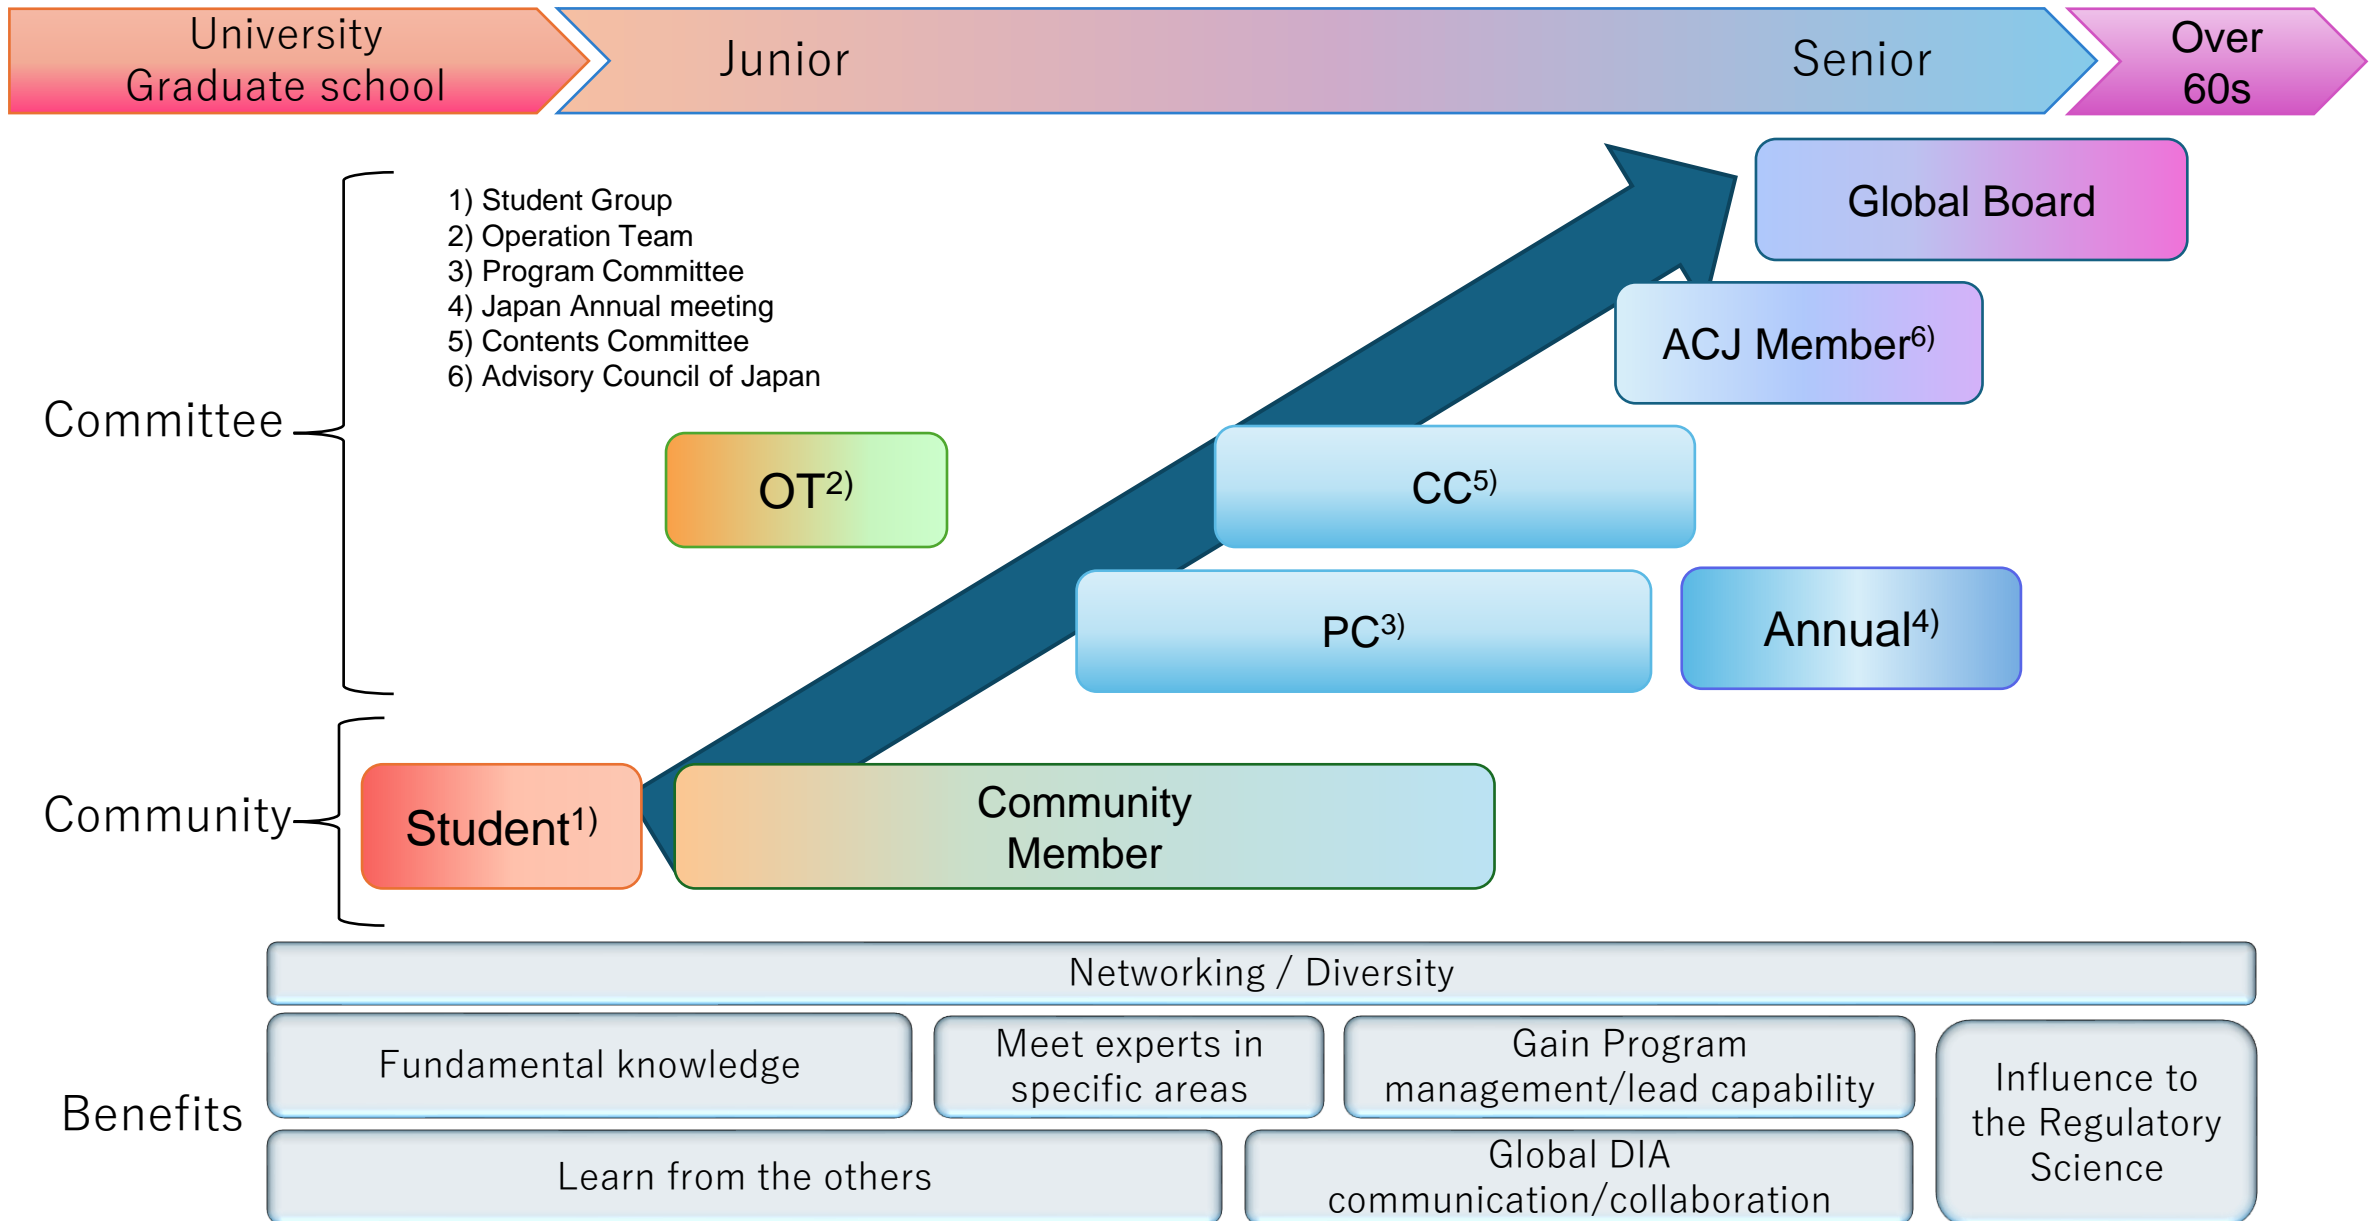 University
Graduate school
Junior
Senior
Over
60s
1) Student Group
2) Operation Team
3) Program Committee
4) Japan Annual meeting
5) Contents Committee
6) Advisory Council of Japan
Global Board
ACJ Member6)
Committee
OT2)
CC5)
PC3)
Annual4)
Community
Student1)
Community
Member
Networking / Diversity
Benefits
Fundamental knowledge
Meet experts in
specific areas
Gain Program
management/lead capability
Influence to
the Regulatory
Science
Learn from the others
Global DIA
communication/collaboration